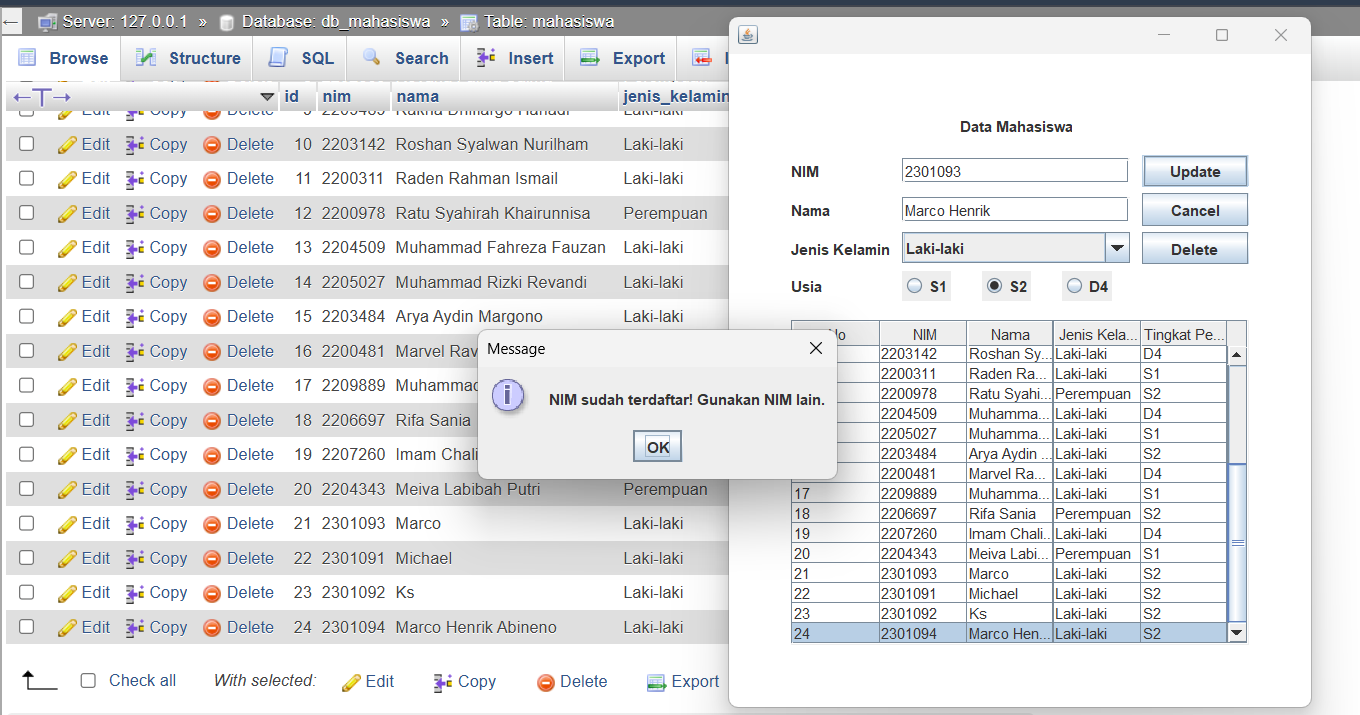 Server: 127.0.0.1 » Database: db_mahasiswa » Table: mahasiswa
Browse Structure SQL Search Insert Export
id nim nama jenis_kelamin
Edit Copy Delete
Edit Copy Delete 10 2203142 Roshan Syalwan Nurilham Laki-laki
Edit Copy Delete 11 2200311 Raden Rahman Ismail Laki-laki
Edit Copy Delete 12 2200978 Ratu Syahirah Khairunnisa Perempuan
Edit Copy Delete 13 2204509 Muhammad Fahreza Fauzan Laki-laki
Edit Copy Delete 14 2205027 Muhammad Rizki Revandi Laki-laki
Edit Copy Delete 15 2203484 Arya Aydin Margono Laki-laki
Edit Copy Delete 16 2200481 Marvel
Edit Copy Delete 17 2209889 Muhammad
Edit Copy Delete 18 2206697 Rifa Sania
Edit Copy Delete 19 2207260 Imam Chali
Edit Copy Delete 20 2204343 Meiva Labibah Putri Perempuan
Edit Copy Delete 21 2301093 Marco Laki-laki
Edit Copy Delete 22 2301091 Michael Laki-laki
Edit Copy Delete 23 2301092 Ks Laki-laki
Edit Copy Delete 24 2301094 Marco Henrik Abineno Laki-laki
Check all With selected: Edit Copy Delete Export
Data Mahasiswa
NIM 2301093 Update
Nama Marco Henrik Cancel
Jenis Kelamin Laki-laki Delete
Usia S1 S2 D4
NIM Nama Jenis Kela... Tingkat Pe...
2203142 Roshan Sy... Laki-laki D4
2200311 Raden Ra... Laki-laki S1
2200978 Ratu Syahi... Perempuan S2
2204509 Muhamma... Laki-laki D4
2205027 Muhamma... Laki-laki S1
2203484 Arya Aydin ... Laki-laki S2
2200481 Marvel Ra... Laki-laki D4
17 2209889 Muhamma... Laki-laki S1
18 2206697 Rifa Sania Perempuan S2
19 2207260 Imam Chali... Laki-laki D4
20 2204343 Meiva Labi... Perempuan S1
21 2301093 Marco Laki-laki S2
22 2301091 Michael Laki-laki S2
23 2301092 Ks Laki-laki S2
24 2301094 Marco Hen... Laki-laki S2
Message
NIM sudah terdaftar! Gunakan NIM lain.
OK